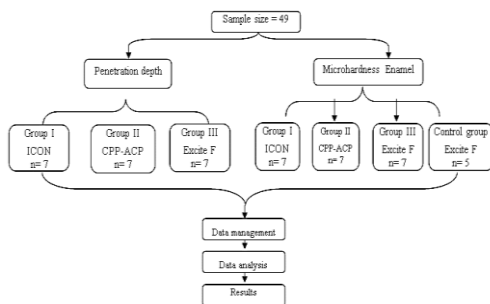 Sample size = 49
Penetration depth
Microhardness Enamel
Group I
ICON
n= 7
Group II
CPP-ACP
n= 7
Group III
Excite F
n= 7
Group I
ICON
n= 7
Group II
CPP-ACP
n= 7
Group III
Excite F
n= 7
Control group
Excite F
n= 5
Data management
Data analysis
Results